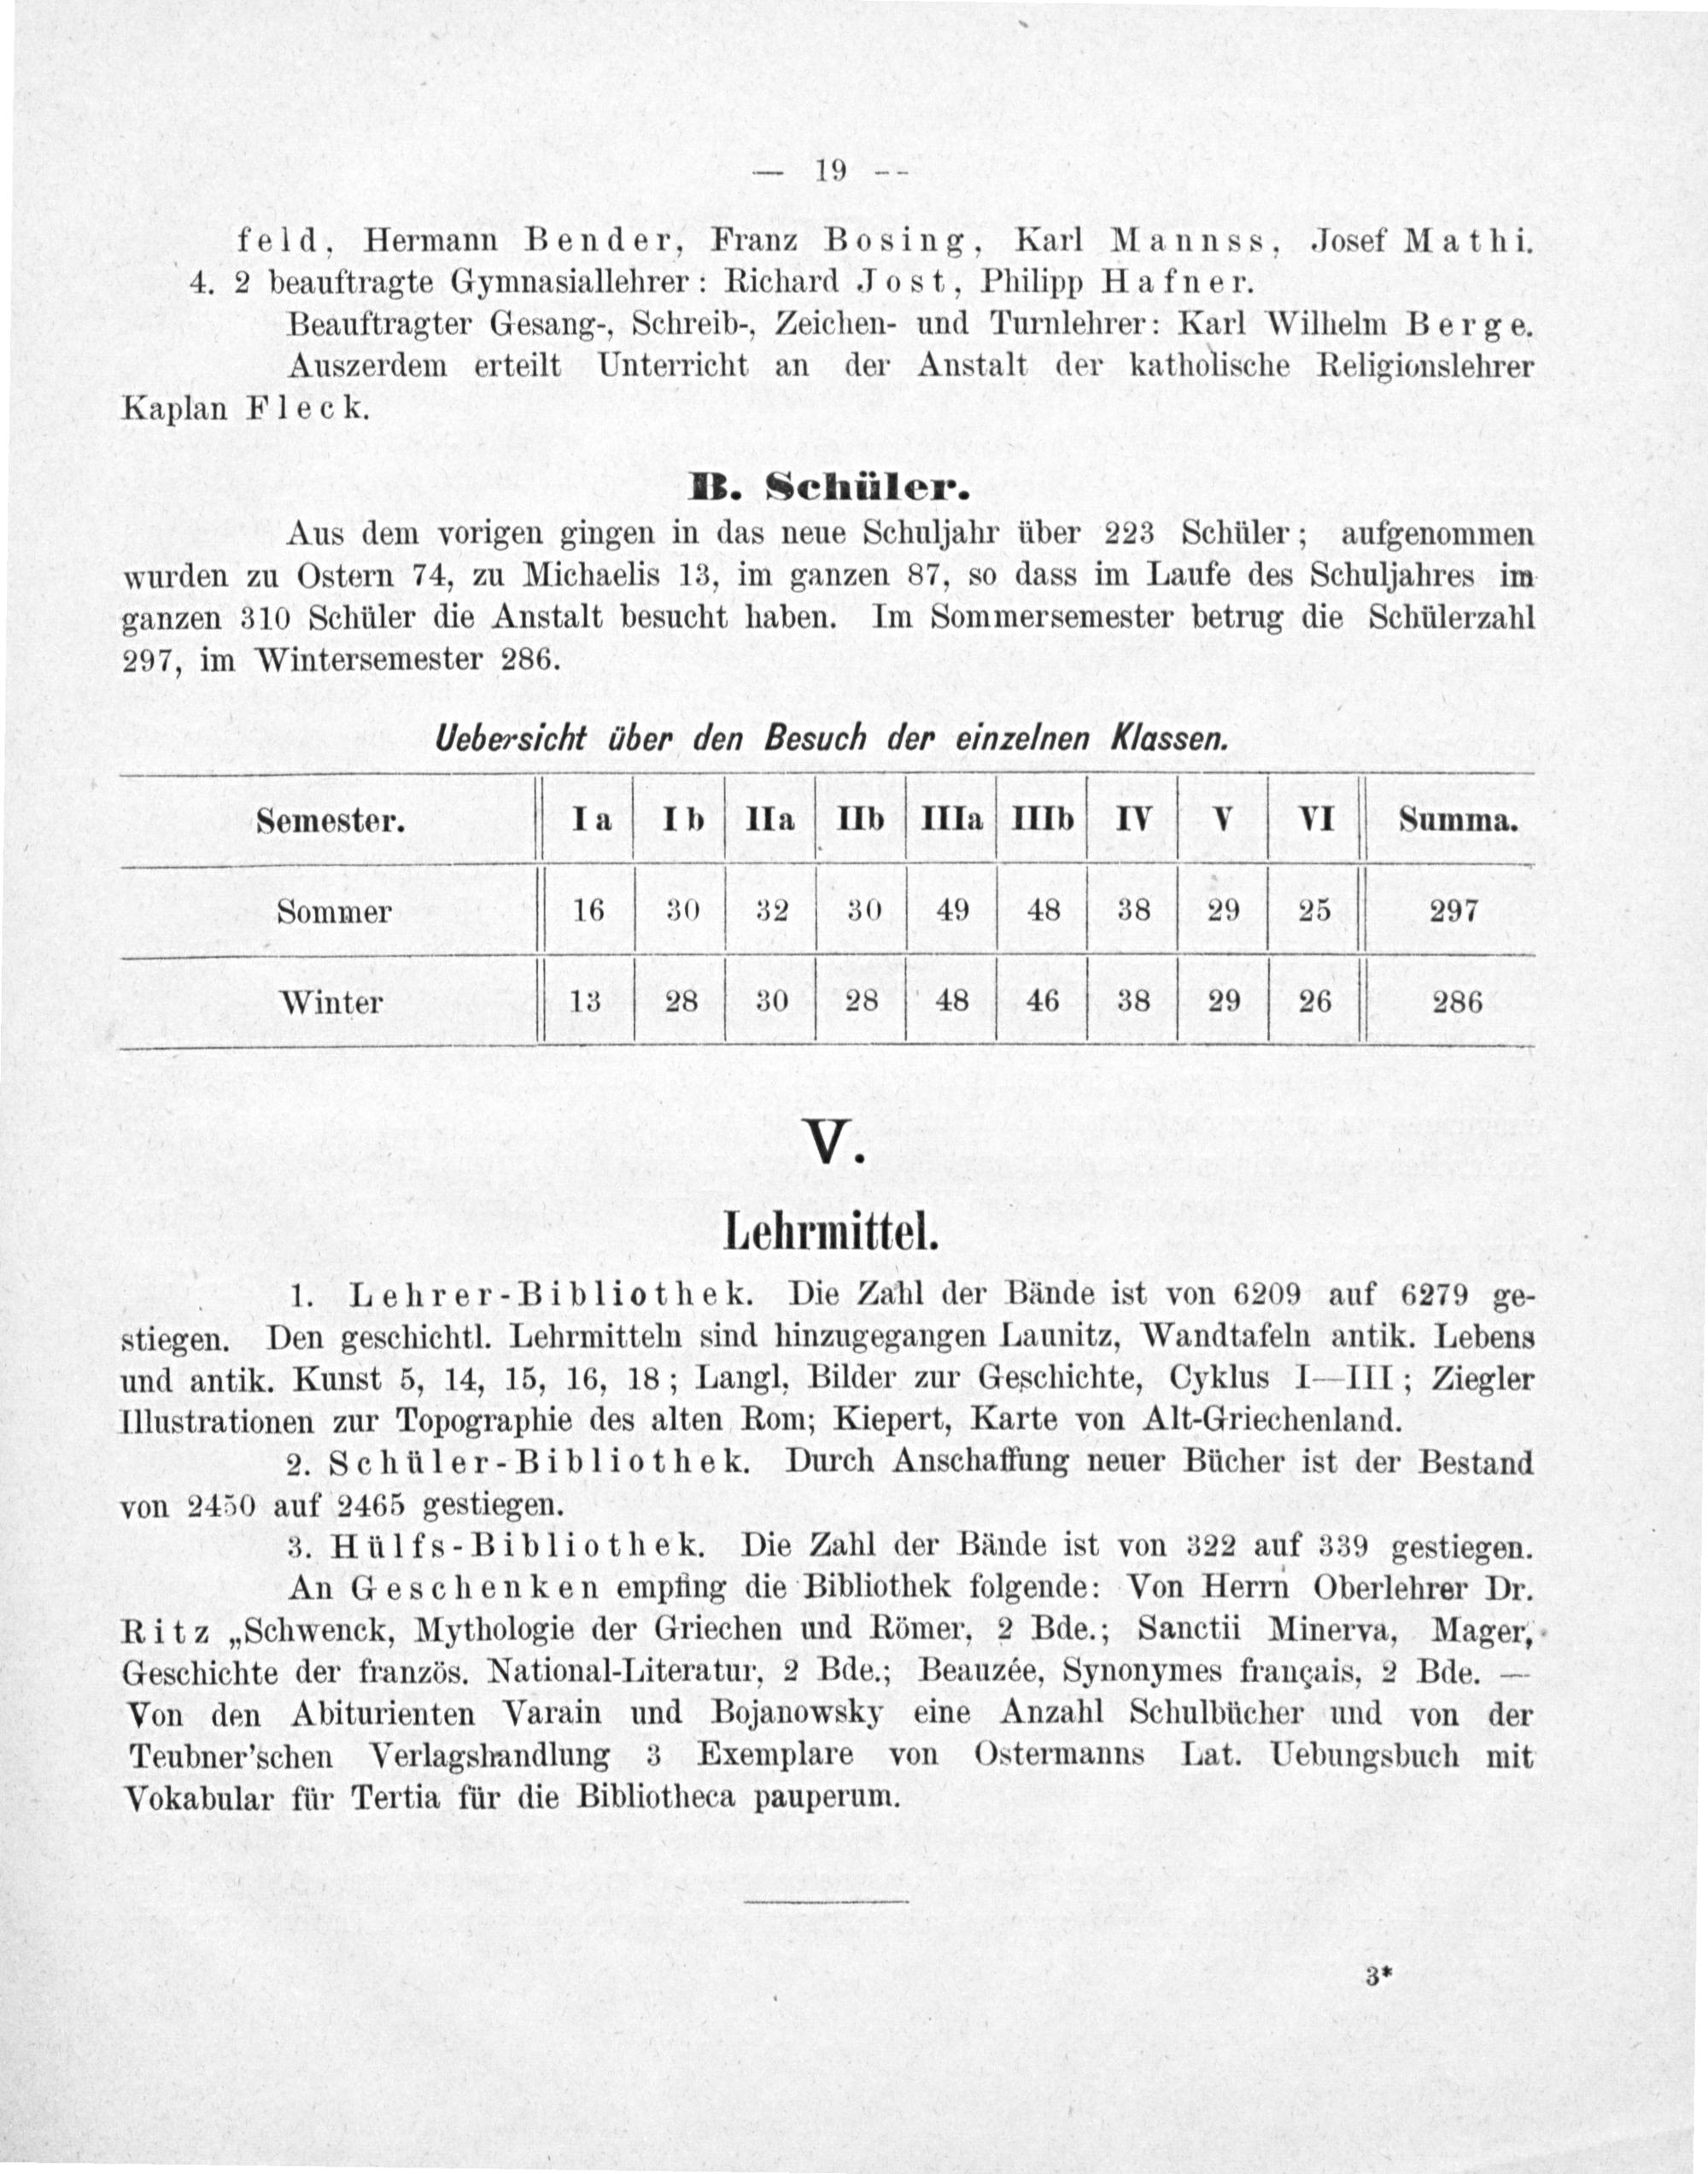 — 19 --
feld, Hermann Bender, Franz Bosing, Karl Mannss, Josef Mathi.
4. 2 beauftragte Gymnasiallehrer: Richard Jost, Philipp Hafner.
Beauftragter Gesang-, Schreib-, Zeichen- und Turnlehrer: Karl Wilhelm Berge.
Auszerdem erteilt Unterricht an der Anstalt der katholische Religionslehrer
Kaplan Fleck.
B. Schüler.
Aus dem vorigen gingen in das neue Schuljahr über 223 Schüler; aufgenommen
wurden zu Ostern 74, zu Michaelis 13, im ganzen 87, so dass im Laufe des Schuljahres im
ganzen 310 Schüler die Anstalt besucht haben. Im Sommersemester betrug die Schülerzahl
297, im Wintersemester 286.
Uebersicht über den Besuch der einzelnen Klassen.
Semester. I a I b IIa IIb IIIa IIIb IV V VI Summa.
Sommer 16 30 32 30 49 48 38 29 25 297
Winter 13 28 30 28 48 46 38 29 26 286
V.
Lehrmittel.
1. Lehrer-Bibliothek. Die Zahl der Bände ist von 6209 auf 6279 ge-
stiegen. Den geschichtl. Lehrmitteln sind hinzugegangen Launitz, Wandtafeln antik. Lebens
und antik. Kunst 5, 14, 15, 16, 18; Langl, Bilder zur Geschichte, Cyklus I—III; Ziegler
Illustrationen zur Topographie des alten Rom; Kiepert, Karte von Alt-Griechenland.
2. Schüler-Bibliothek. Durch Anschaffung neuer Bücher ist der Bestand
von 2450 auf 2465 gestiegen.
3. Hülfs-Bibliothek. Die Zahl der Bände ist von 322 auf 339 gestiegen.
An Geschenken empfing die Bibliothek folgende: Von Herrn Oberlehrer Dr.
Ritz „Schwenck, Mythologie der Griechen und Römer, 2 Bde.; Sanctii Minerva, Mager,
Geschichte der französ. National-Literatur, 2 Bde.; Beauzée, Synonymes français, 2 Bde. —
Von den Abiturienten Varain und Bojanowsky eine Anzahl Schulbücher und von der
Teubner'schen Verlagshandlung 3 Exemplare von Ostermanns Lat. Uebungsbuch mit
Vokabular für Tertia für die Bibliotheca pauperum.
3*